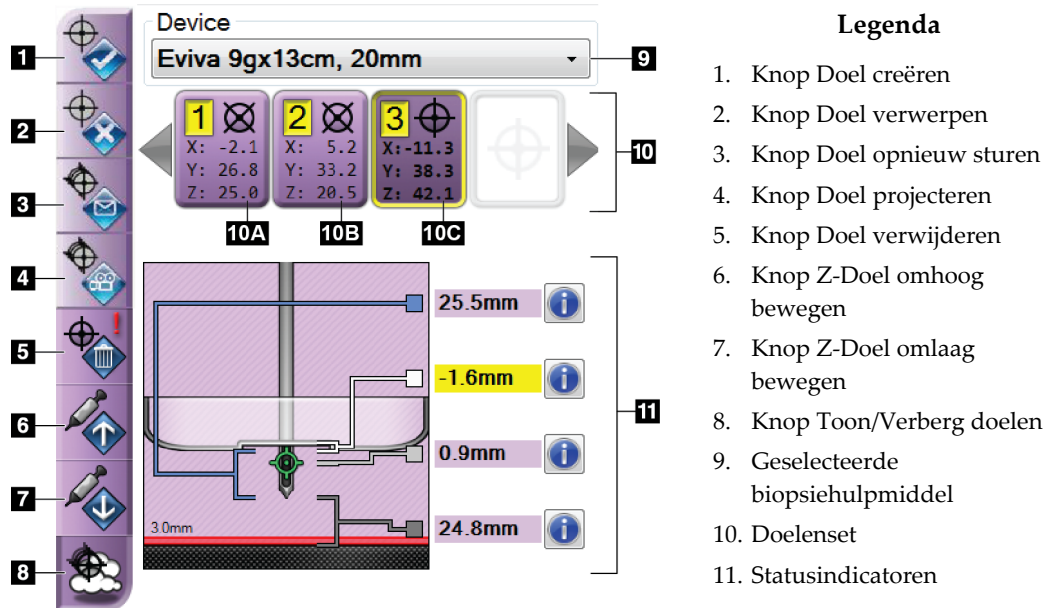 Device
Eviva 9gx13cm, 20mm
1
2
3
4
5
6
7
8
9
10
11
1
X: -2.1
Y: 26.8
Z: 25.0
2
X: 5.2
Y: 33.2
Z: 20.5
3
X:-11.3
Y: 38.3
Z: 42.1
10A
10B
10C
25.5mm
-1.6mm
0.9mm
24.8mm
3.0mm
Legenda
1. Knop Doel creëren
2. Knop Doel verwerpen
3. Knop Doel opnieuw sturen
4. Knop Doel projecteren
5. Knop Doel verwijderen
6. Knop Z-Doel omhoog
bewegen
7. Knop Z-Doel omlaag
bewegen
8. Knop Toon/Verberg doelen
9. Geselecteerde
biopsiehulpmiddel
10. Doelenset
11. Statusindicatoren